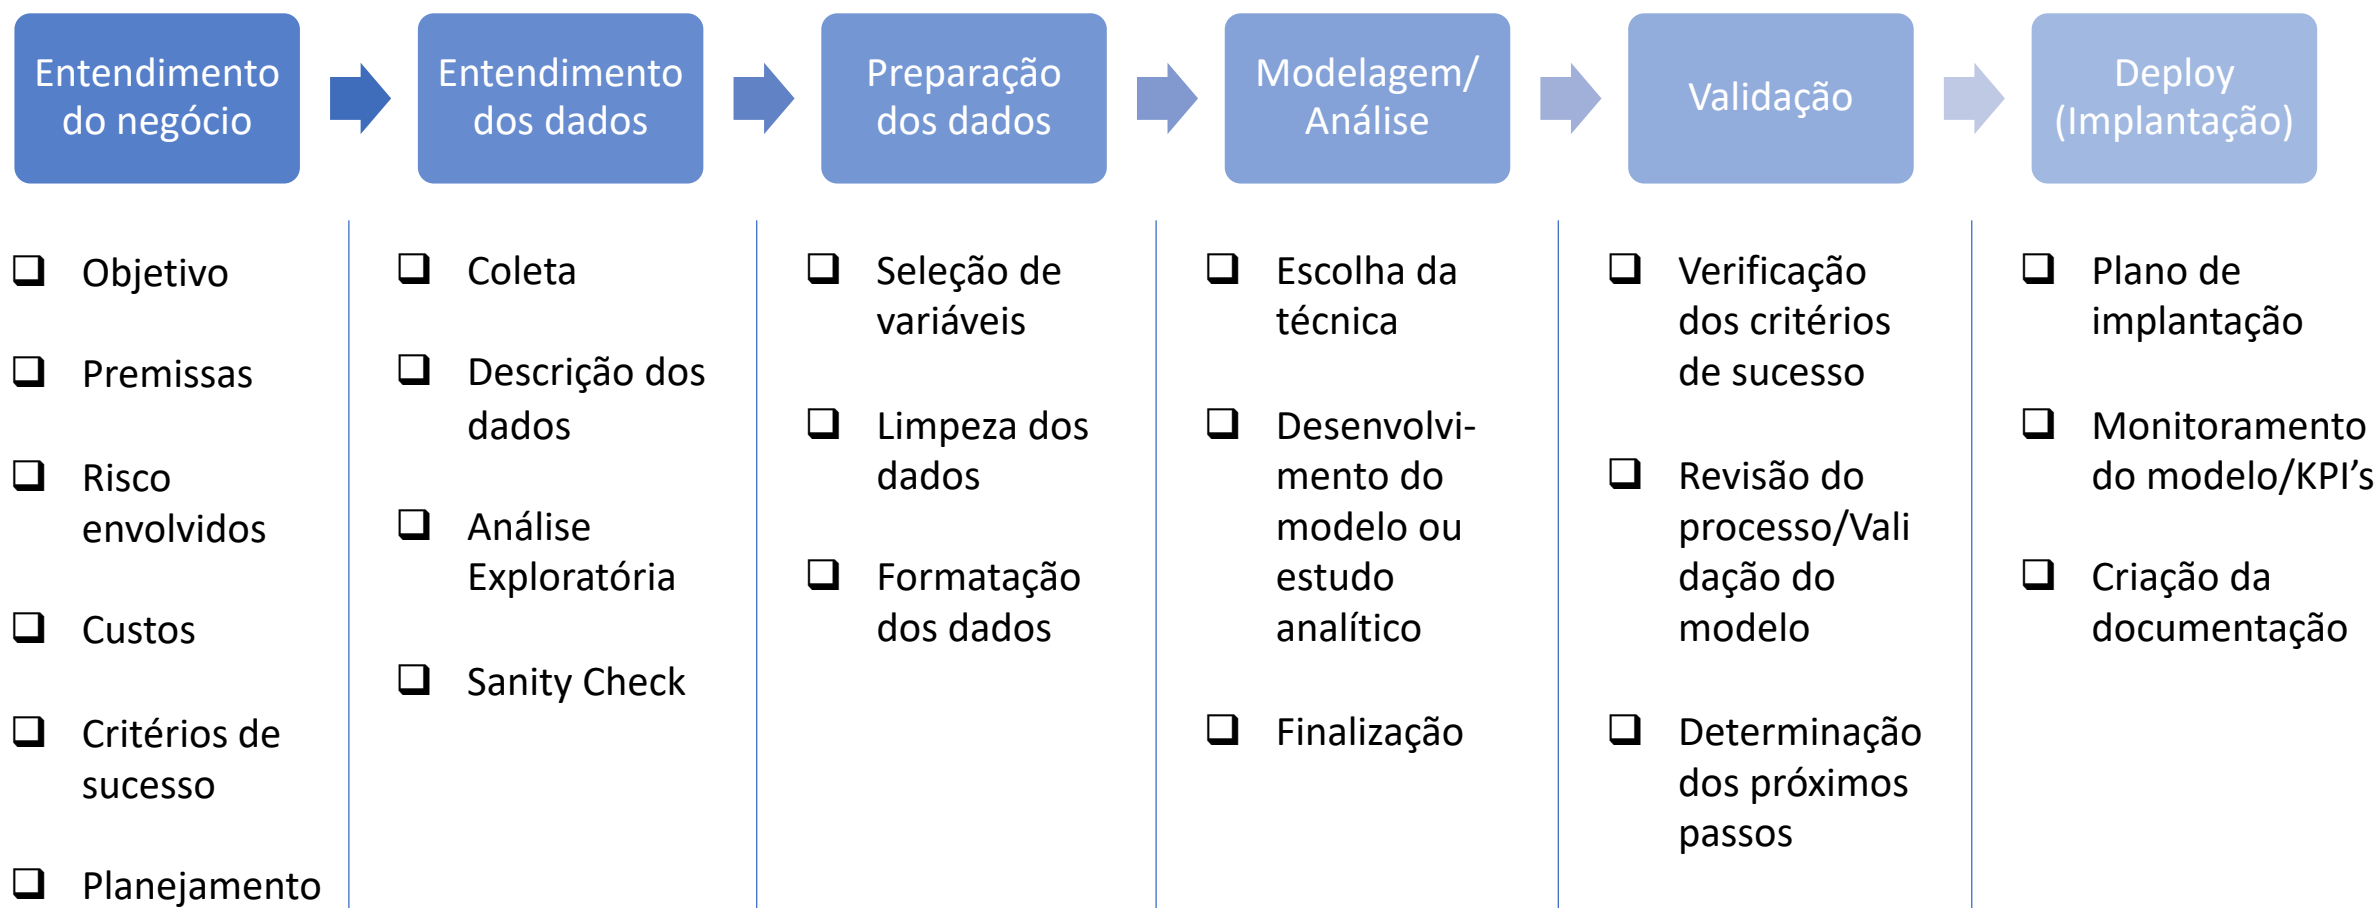 Entendimento
do negócio
Entendimento
dos dados
Preparação
dos dados
Modelagem/
Análise
Validação
Deploy
(Implantação)
Objetivo
Premissas
Risco
envolvidos
Custos
Critérios de
sucesso
Planejamento
Coleta
Descrição dos
dados
Análise
Exploratória
Sanity Check
Seleção de
variáveis
Limpeza dos
dados
Formatação
dos dados
Escolha da
técnica
Desenvolvi-
mento do
modelo ou
estudo
analítico
Finalização
Verificação
dos critérios
de sucesso
Revisão do
processo/Vali
dação do
modelo
Determinação
dos próximos
passos
Plano de
implantação
Monitoramento
do modelo/KPI’s
Criação da
documentação